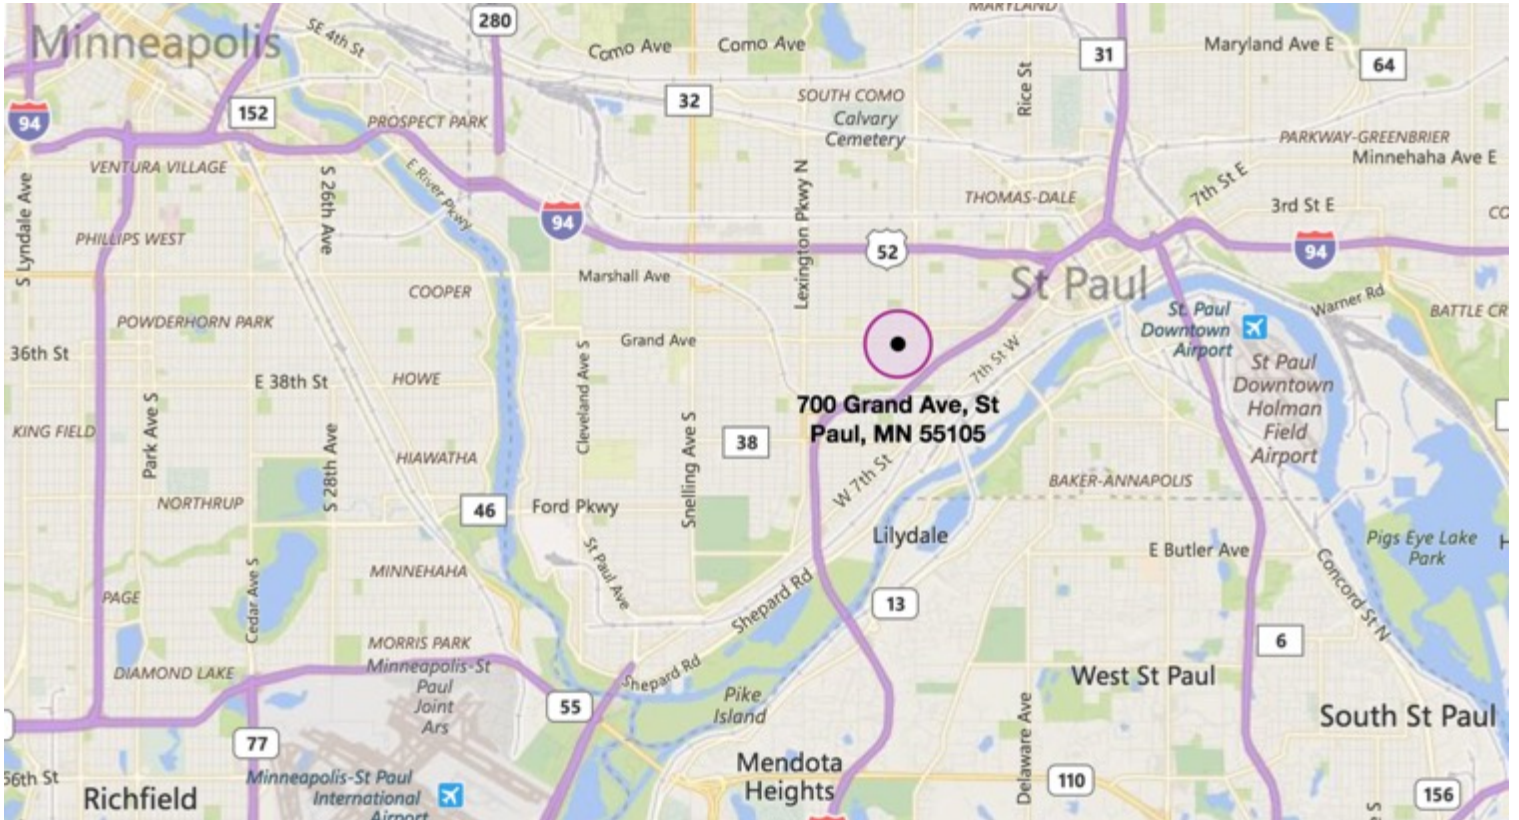 MARYLAND
280
SE 4th St
Minneapolis
Como Ave
Como Ave
Maryland Ave E
31
64
Rice St
32
SOUTH COMO
Calvary
Cemetery
152
94
PROSPECT PARK
PARKWAY-GREENBRIER
Minnehaha Ave E
VENTURA VILLAGE
S 26th Ave
E River Pkwy
Lexington Pkwy N
THOMAS-DALE
7th St E
3rd St E
CO
S Lyndale Ave
94
PHILLIPS WEST
52
94
Marshall Ave
St Paul
COOPER
Warner Rd
BATTLE CR
POWDERHORN PARK
St. Paul
Downtown
Airport
36th St
Grand Ave
7th St W
St Paul
Downtown
Holman
Field
Airport
E 38th St
HOWE
Cleveland Ave S
700 Grand Ave, St
Paul, MN 55105
KING FIELD
Park Ave S
S 28th Ave
HIAWATHA
Snelling Ave S
38
W 7th St
BAKER-ANNAPOLIS
NORTHRUP
46
Ford Pkwy
Lilydale
E Butler Ave
Pigs Eye Lake
Park
H
St Paul Ave
MINNEHAHA
Shepard Rd
13
Concord St N
PAGE
Cedar Ave S
6
MORRIS PARK
DIAMOND LAKE
Minneapolis-St
Paul
Joint
Ars
Shepard Rd
West St Paul
55
Pike
Island
South St Paul
77
Delaware Ave
Mendota
Heights
110
56th St
Richfield
Minneapolis-St Paul
International
Airport
156